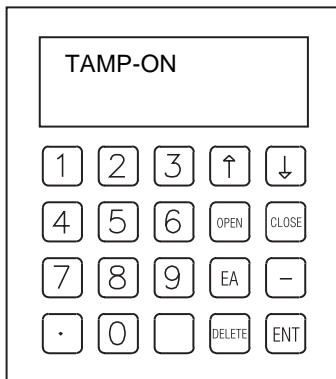 TAMP-ON
1 2 3 ↑ ↓
4 5 6 OPEN CLOSE
7 8 9 EA –
· 0 DELETE ENT